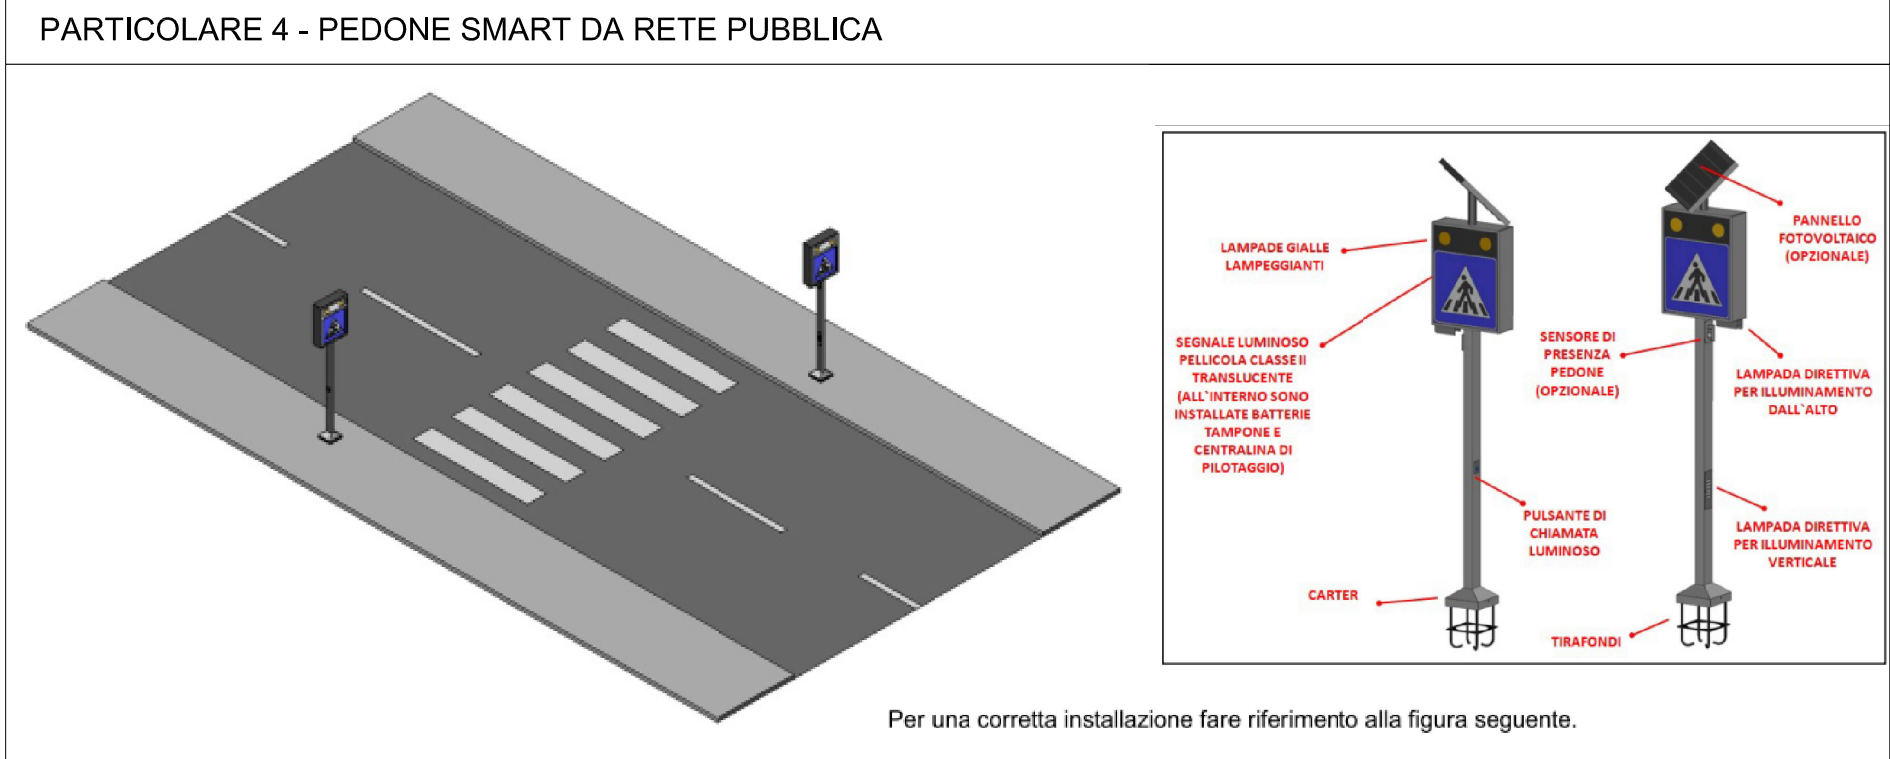 PARTICOLARE 4 - PEDONE SMART DA RETE PUBBLICA
LAMPADE GIALLE
LAMPEGGIANTI
SEGNALE LUMINOSO
PELLICOLA CLASSE II
TRANSLUCENTE
(ALL`INTERNO SONO
INSTALLATE BATTERIE
TAMPONE E
CENTRALINA DI
PILOTAGGIO)
PULSANTE DI
CHIAMATA
LUMINOSO
CARTER
PANNELLO
FOTOVOLTAICO
(OPZIONALE)
SENSORE DI
PRESENZA
PEDONE
(OPZIONALE)
LAMPADA DIRETTIVA
PER ILLUMINAMENTO
DALL`ALTO
LAMPADA DIRETTIVA
PER ILLUMINAMENTO
VERTICALE
TIRAFONDI
Per una corretta installazione fare riferimento alla figura seguente.